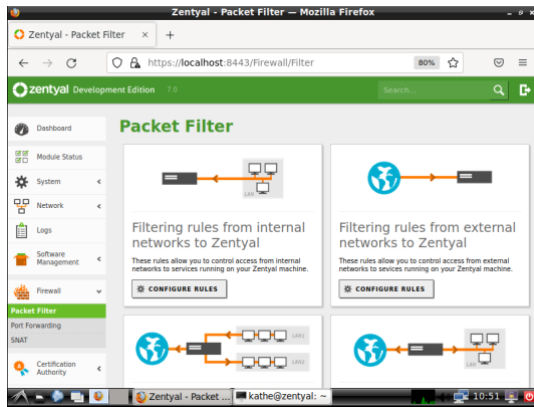 Zentyal - Packet Filter — Mozilla Firefox
Zentyal - Packet Filter
https://localhost:8443/Firewall/Filter
80%
zentyal Development Edition 7.0
Search...
Dashboard
Module Status
System
Network
Logs
Software
Management
Firewall
Packet Filter
Port Forwarding
SNAT
Certification
Authority
Packet Filter
LAN
Filtering rules from internal
networks to Zentyal
These rules allow you to control access from internal
networks to services running on your Zentyal machine.
CONFIGURE RULES
Filtering rules from external
networks to Zentyal
These rules allow you to control access from external
networks to sevices running on your Zentyal machine.
CONFIGURE RULES
LAN1
LAN2
LAN
Zentyal - Packet ...
kathe@zentyal: ~
10:51